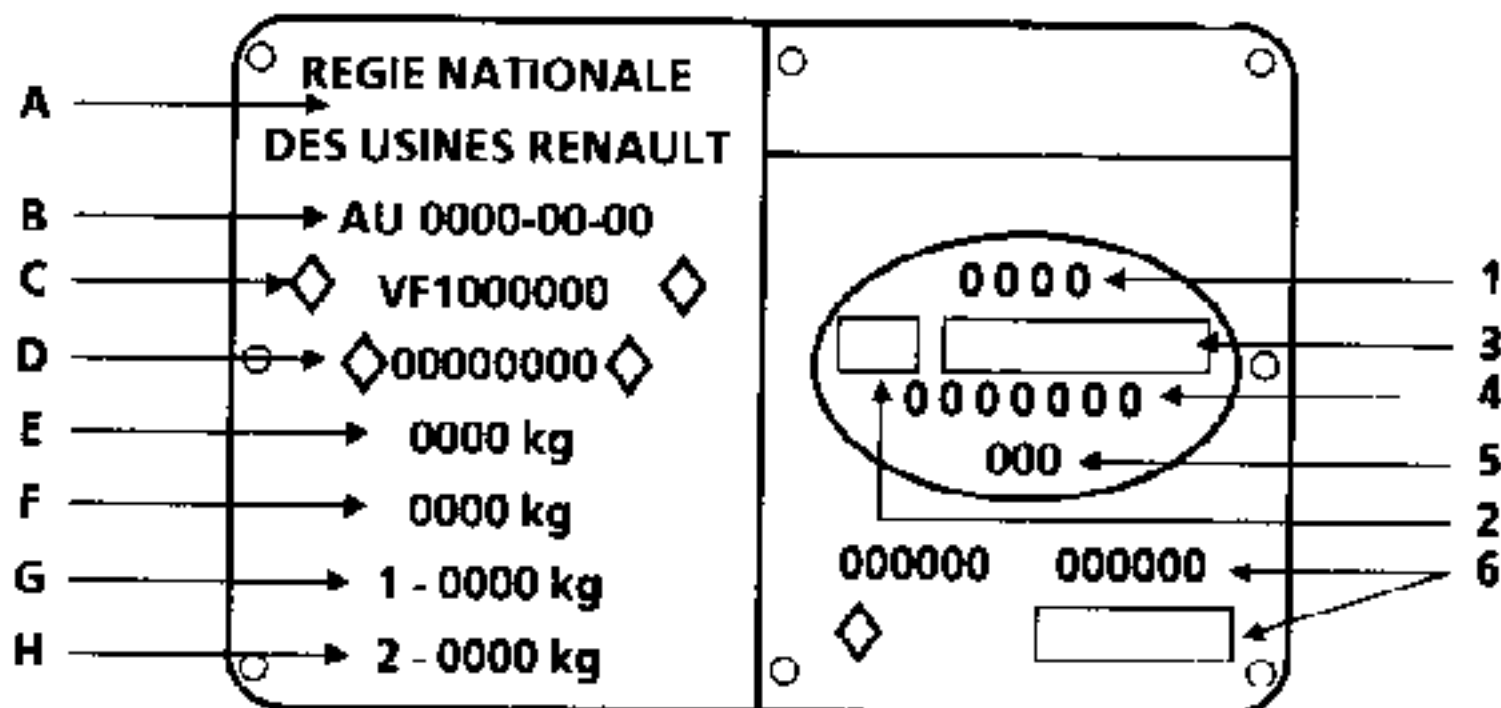 A
REGIE NATIONALE
DES USINES RENAULT
B
AU 0000-00-00
C
VF1000000
D
00000000
E
0000 kg
F
0000 kg
G
1 - 0000 kg
H
2 - 0000 kg
0000
1
3
0000000
4
000
5
2
000000 000000
6